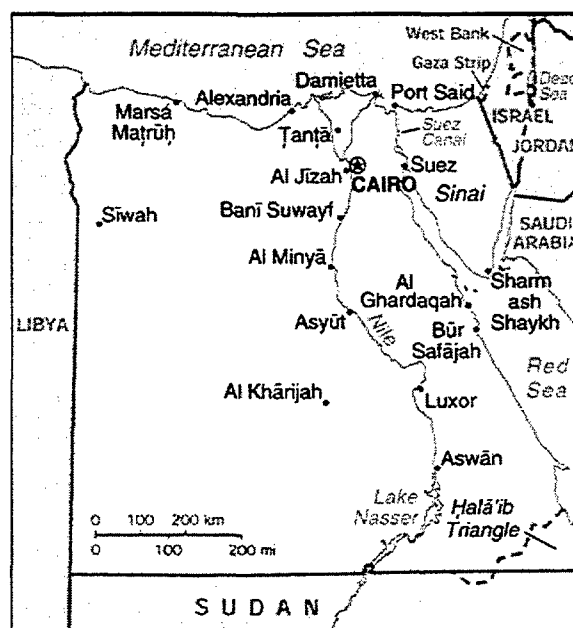 Mediterranean Sea
West Bank
Gaza Strip
Dead
Sea
Damietta
Port Said
Alexandria
Marsá
Maṭrūḥ
ISRAEL
Ṭanṭā
Suez
Canal
JORDAN
Al Jīzah
CAIRO
Suez
Sinai
Sīwah
Banī Suwayf
SAUDI
ARABIA
Al Minyā
Al
Ghardaqah
Sharm
ash
Shaykh
LIBYA
Asyūt
Nile
Būr
Safājah
Red
Sea
Al Khārijah
Luxor
Aswān
Lake
Nasser
Ḥalā'ib
Triangle
0 100 200 km
0 100 200 mi
SUDAN